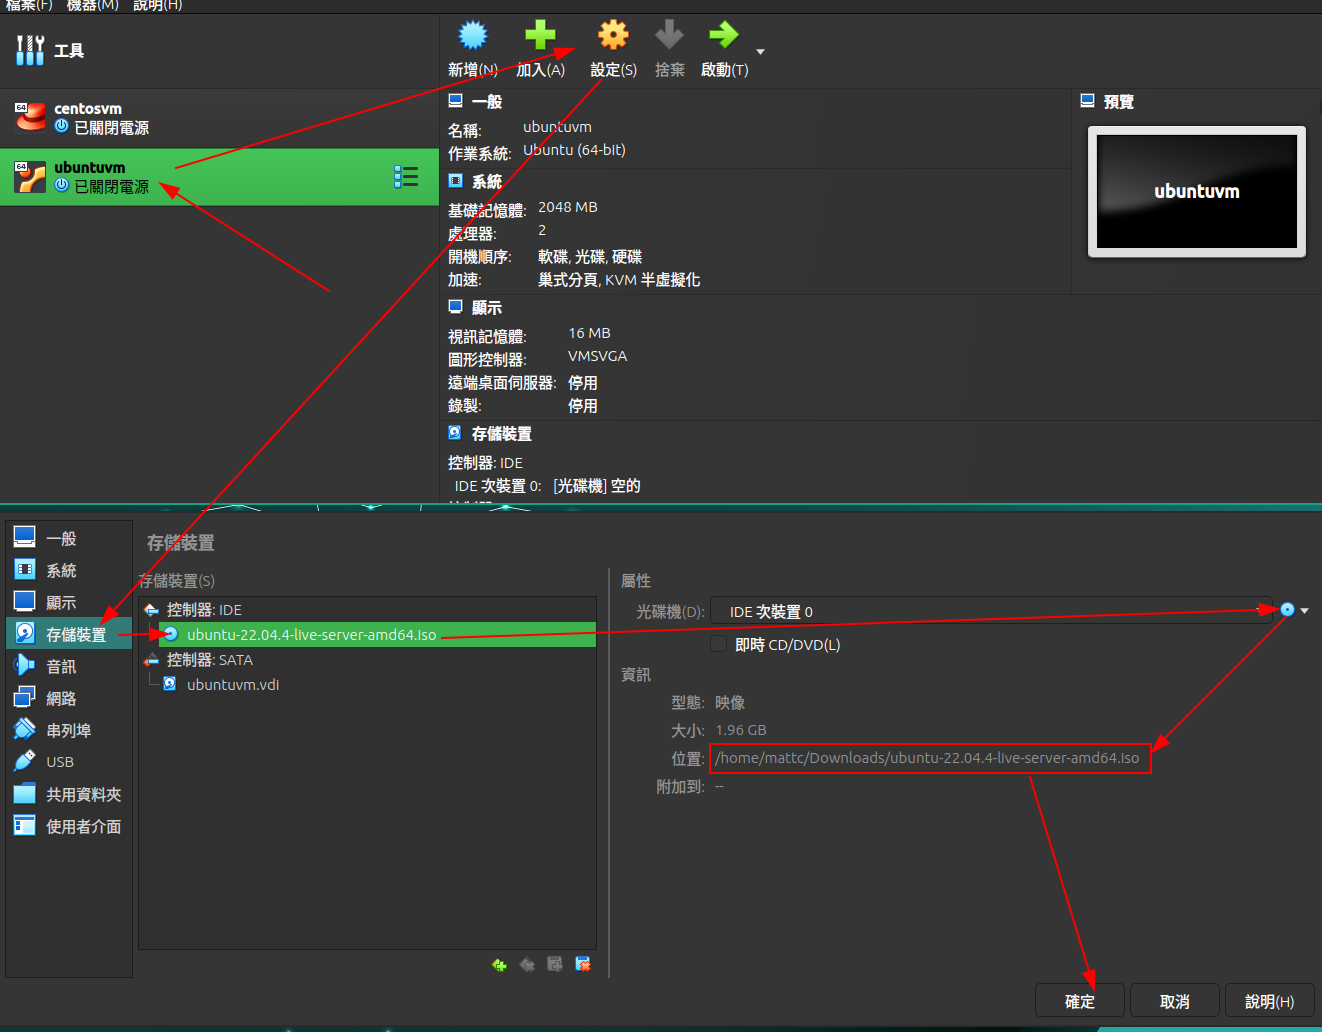 檔案(F) 機器(M) 說明(H)
工具
新增(N) 加入(A) 設定(S) 捨棄 啟動(T)
64 centosvm
已關閉電源
64 ubuntuvm
已關閉電源
一般
名稱: ubuntuvm
作業系統: Ubuntu (64-bit)
系統
基礎記憶體: 2048 MB
處理器: 2
開機順序: 軟碟, 光碟, 硬碟
加速: 巢式分頁, KVM 半虛擬化
顯示
視訊記憶體: 16 MB
圖形控制器: VMSVGA
遠端桌面伺服器: 停用
錄製: 停用
存儲裝置
控制器: IDE
IDE 次裝置 0: [光碟機] 空的
預覽
ubuntuvm
一般
系統
顯示
存儲裝置
音訊
網路
串列埠
USB
共用資料夾
使用者介面
存儲裝置
存儲裝置(S)
控制器: IDE
ubuntu-22.04.4-live-server-amd64.iso
控制器: SATA
ubuntuvm.vdi
屬性
光碟機(D): IDE 次裝置 0
即時 CD/DVD(L)
資訊
型態: 映像
大小: 1.96 GB
位置: /home/mattc/Downloads/ubuntu-22.04.4-live-server-amd64.iso
附加到: --
確定 取消 說明(H)